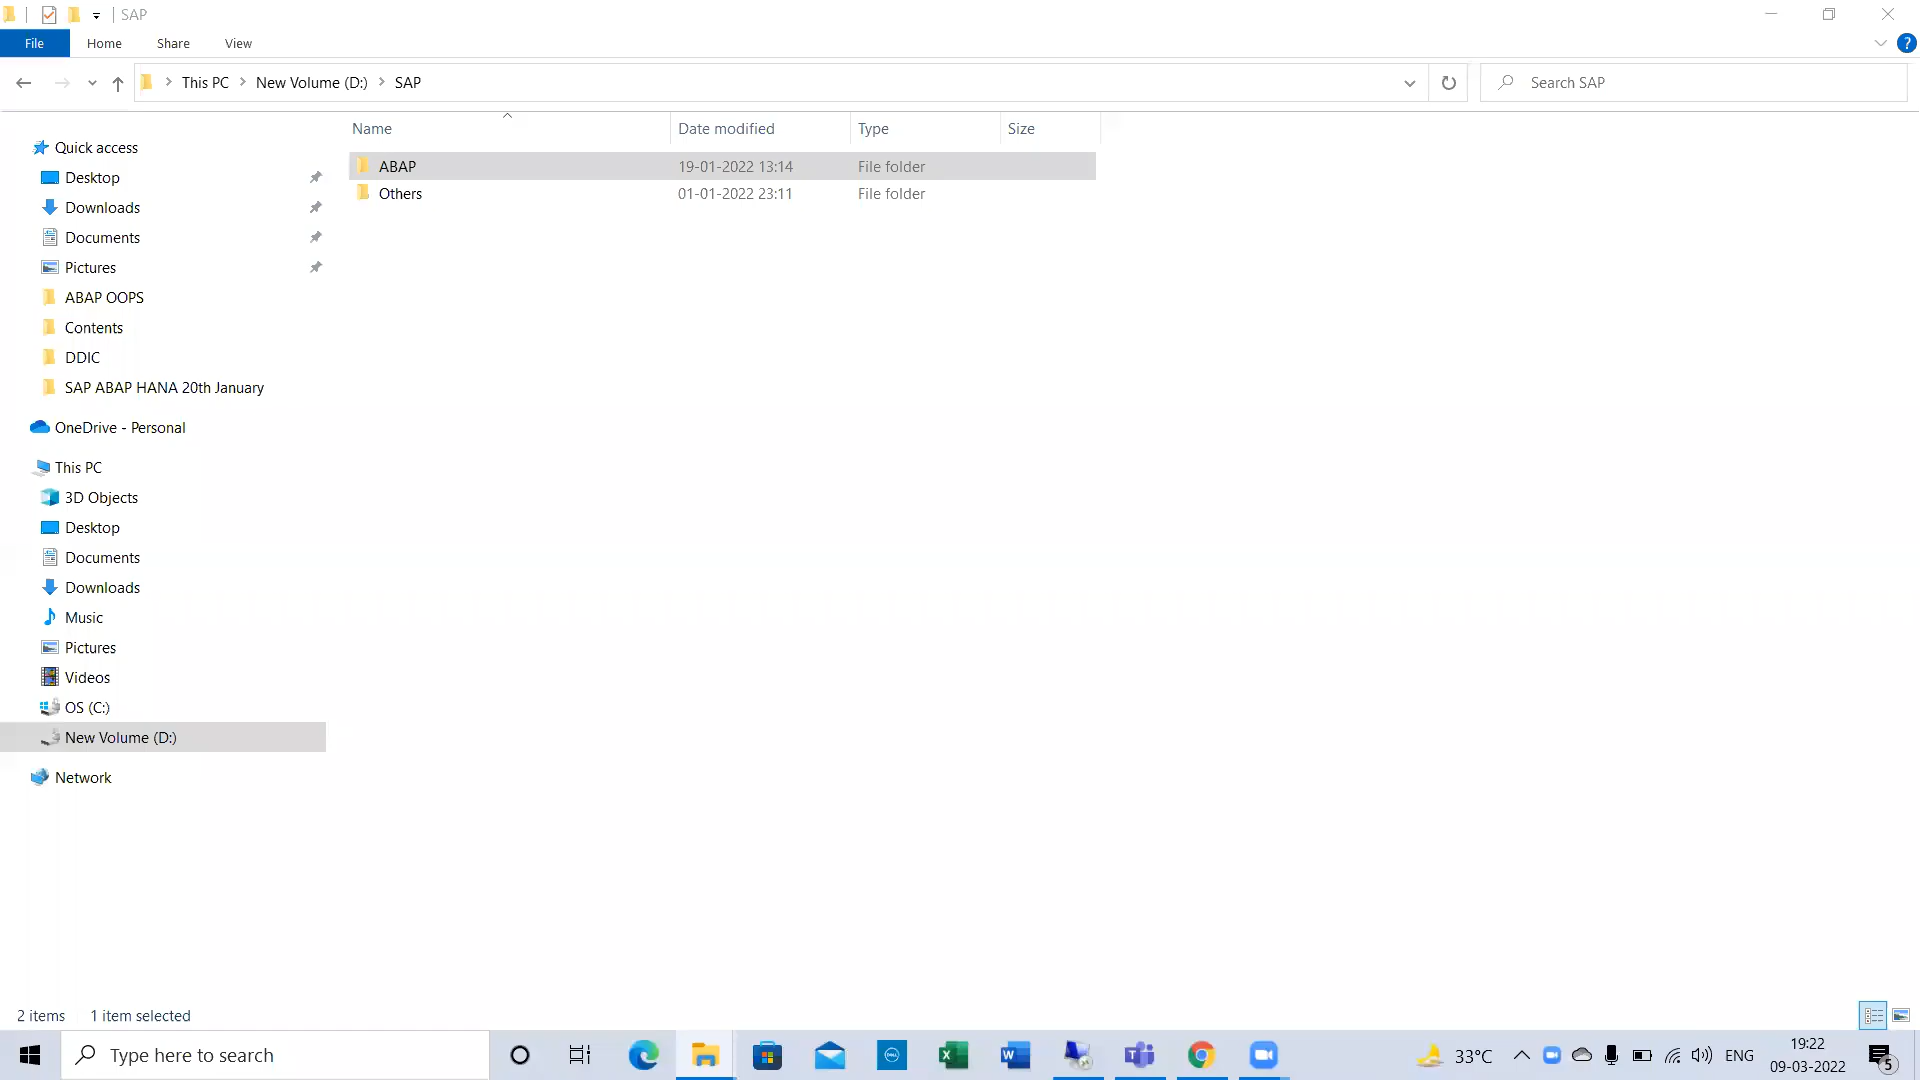 SAP
File Home Share View
This PC New Volume (D:) SAP
Search SAP
Name Date modified Type Size
ABAP 19-01-2022 13:14 File folder
Others 01-01-2022 23:11 File folder
Quick access
Desktop
Downloads
Documents
Pictures
ABAP OOPS
Contents
DDIC
SAP ABAP HANA 20th January
OneDrive - Personal
This PC
3D Objects
Desktop
Documents
Downloads
Music
Pictures
Videos
OS (C:)
New Volume (D:)
Network
2 items 1 item selected
Type here to search
33°C
ENG
19:22
09-03-2022
5